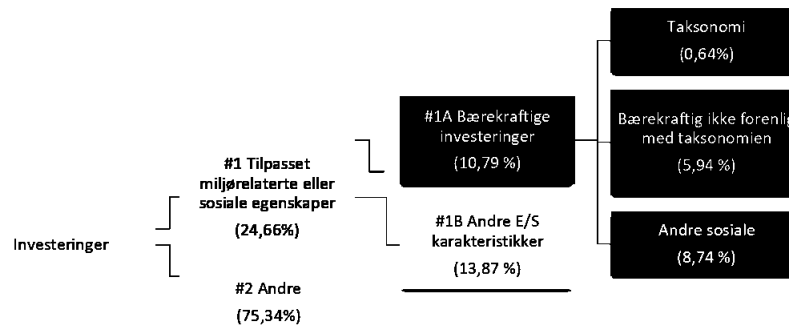 Investeringer
#1 Tilpasset
miljørelaterte eller
sosiale egenskaper
(24,66%)
#2 Andre
(75,34%)
#1A Bærekraftige
investeringer
(10,79 %)
#1B Andre E/S
karakteristikker
(13,87 %)
Taksonomi
(0,64%)
Bærekraftig ikke forenlig
med taksonomien
(5,94 %)
Andre sosiale
(8,74 %)